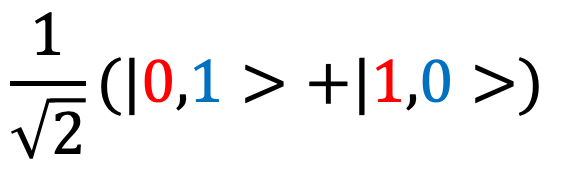 1/√2 (|0,1 > +|1,0 >)